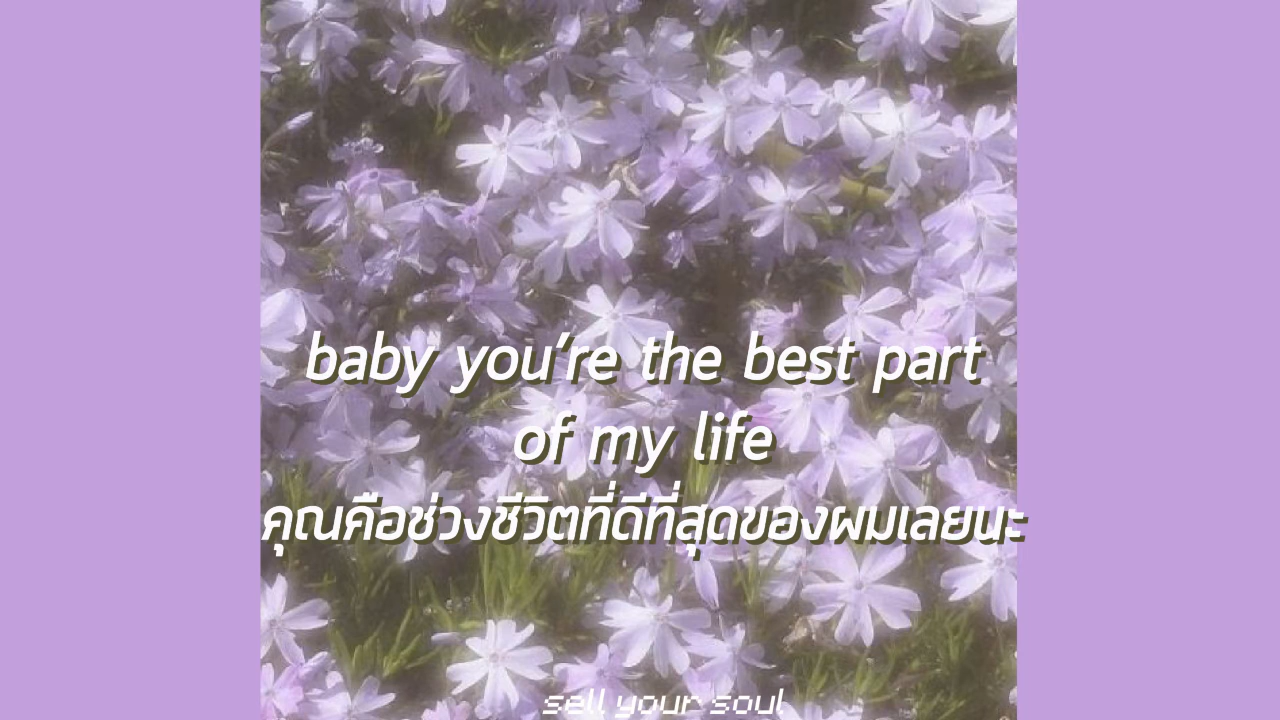 baby you're the best part
of my life
คุณคือช่วงชีวิตที่ดีที่สุดของผมเลยนะ
sell your soul